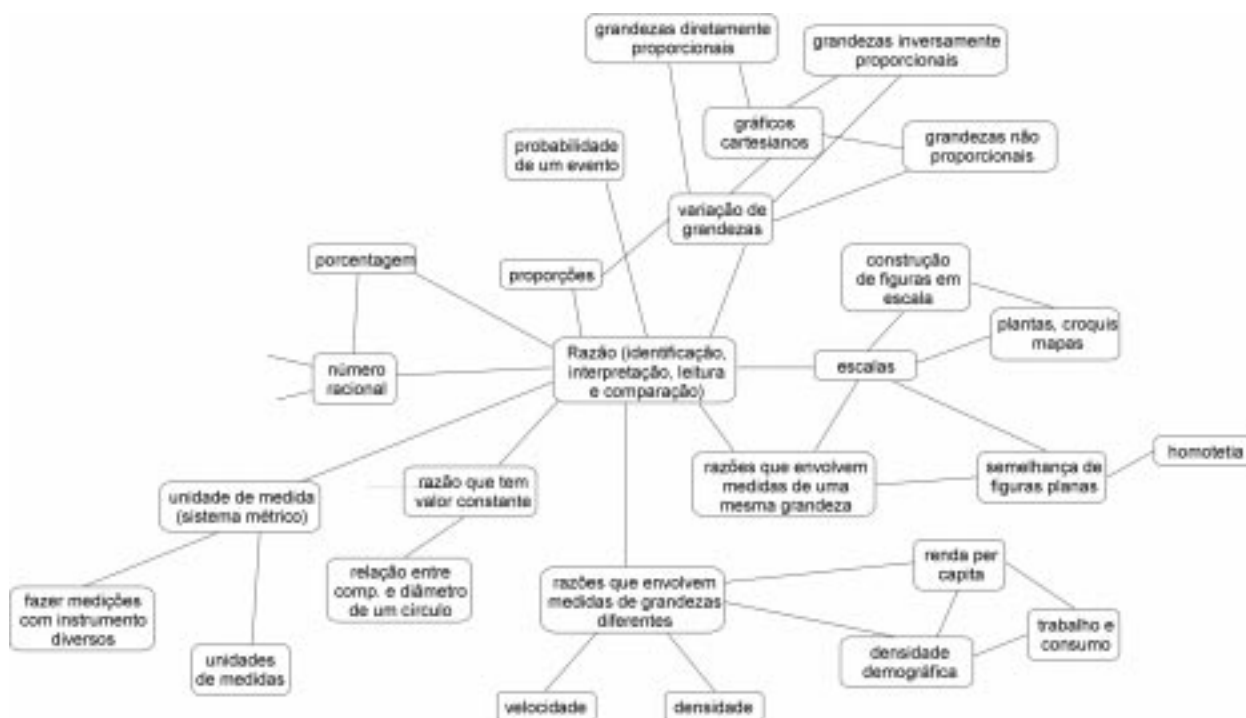 grandezas diretamente
proporcionais
grandezas inversamente
proporcionais
gráficos
cartesianos
grandezas não
proporcionais
probabilidade
de um evento
variação de
grandezas
porcentagem
proporções
construção
de figuras em
escala
plantas, croquis
mapas
número
racional
Razão (identificação,
interpretação, leitura
e comparação)
escalas
homotetia
unidade de medida
(sistema métrico)
razão que tem
valor constante
razões que envolvem
medidas de uma
mesma grandeza
semelhança de
figuras planas
fazer medições
com instrumento
diversos
unidades
de medidas
relação entre
comp. e diâmetro
de um círculo
razões que envolvem
medidas de grandezas
diferentes
renda per
capita
trabalho e
consumo
densidade
demográfica
velocidade
densidade